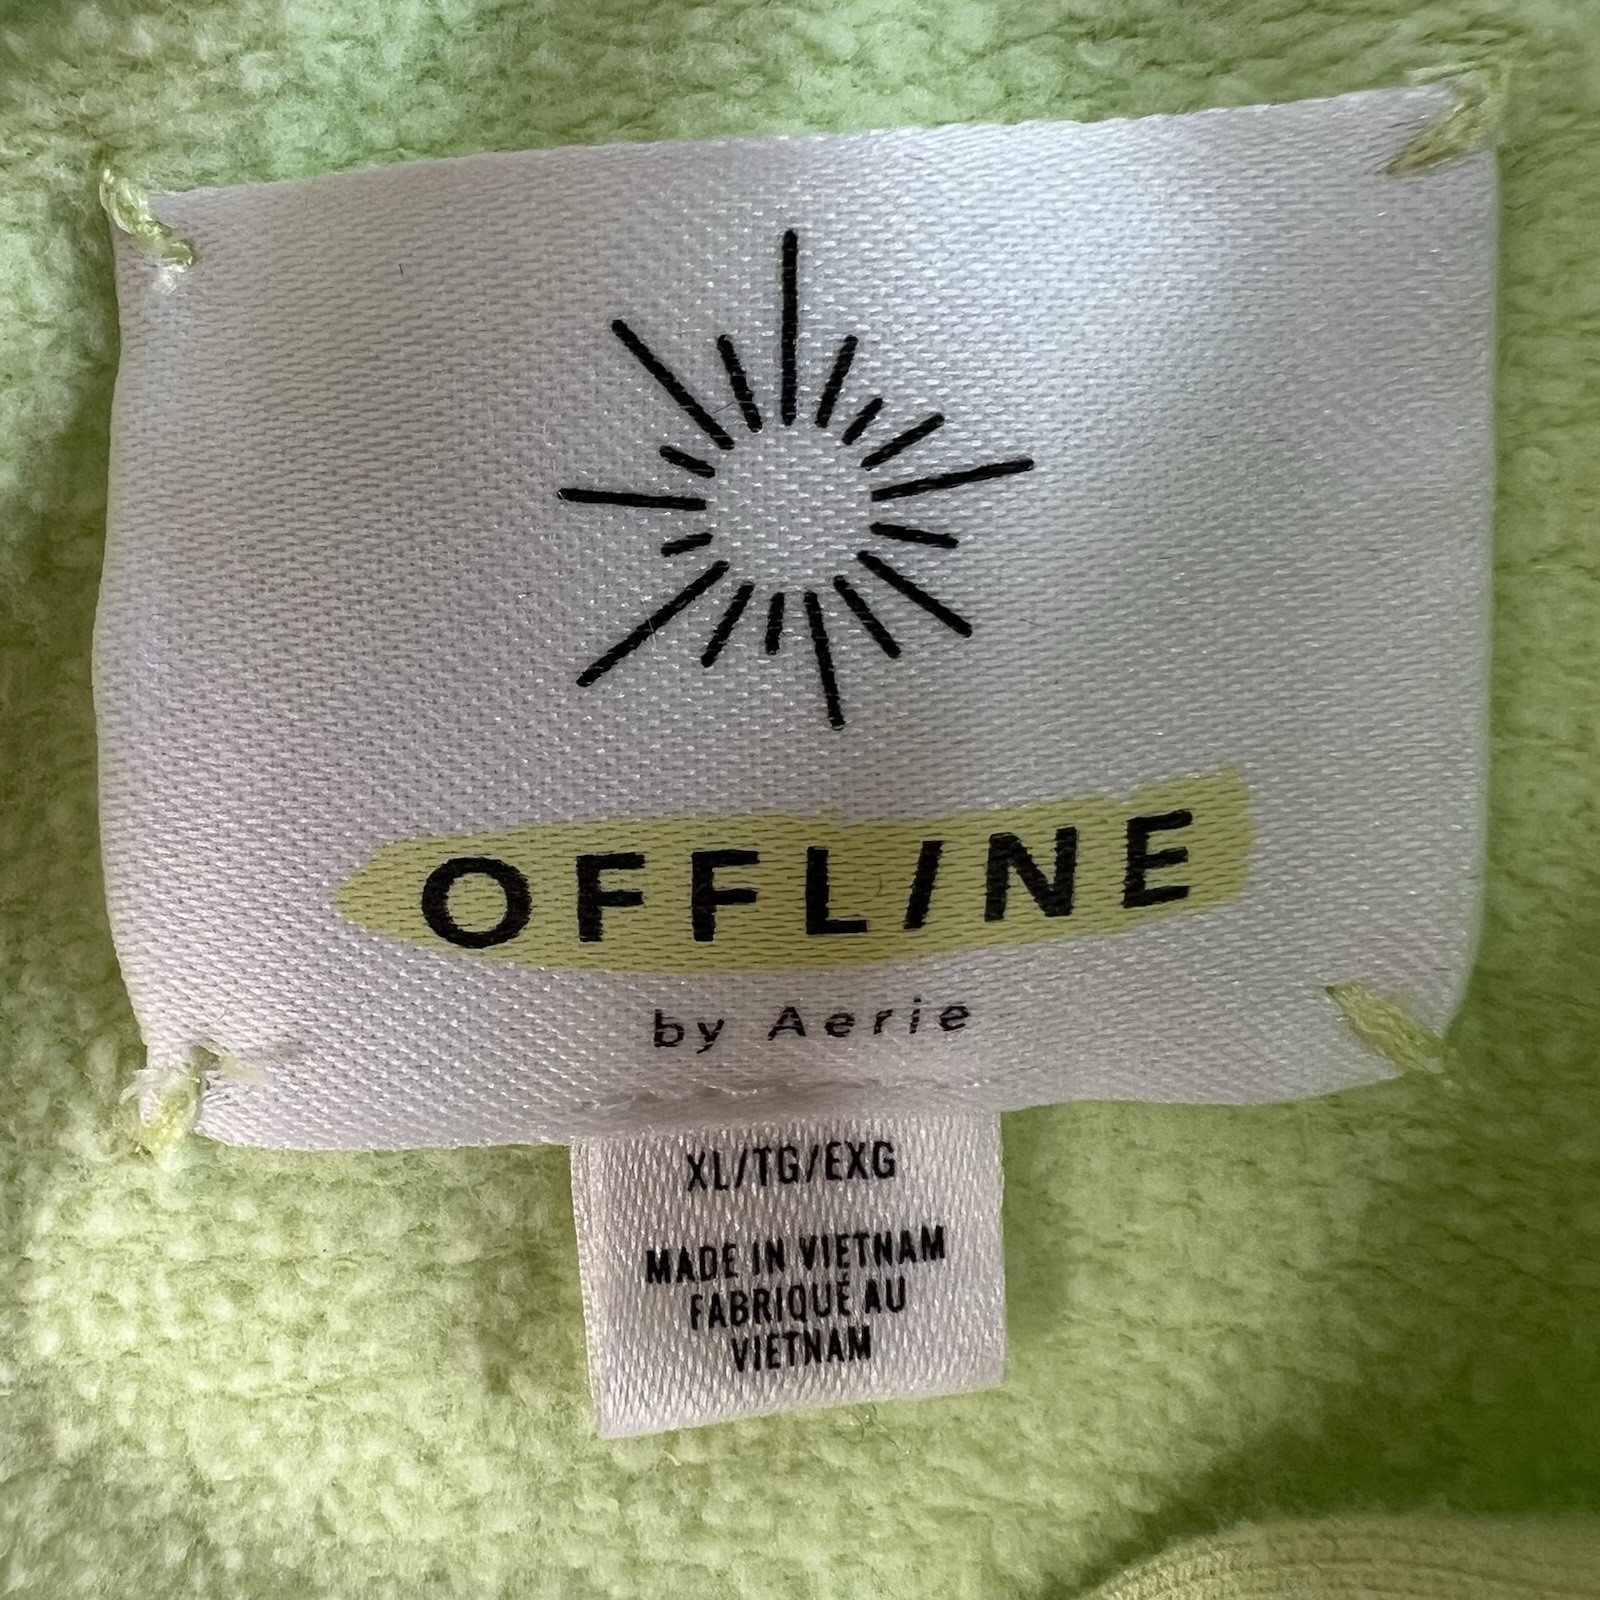 OFFLINE
by Aerie
XL/TG/EXG
MADE IN VIETNAM
FABRIQUÉ AU
VIETNAM